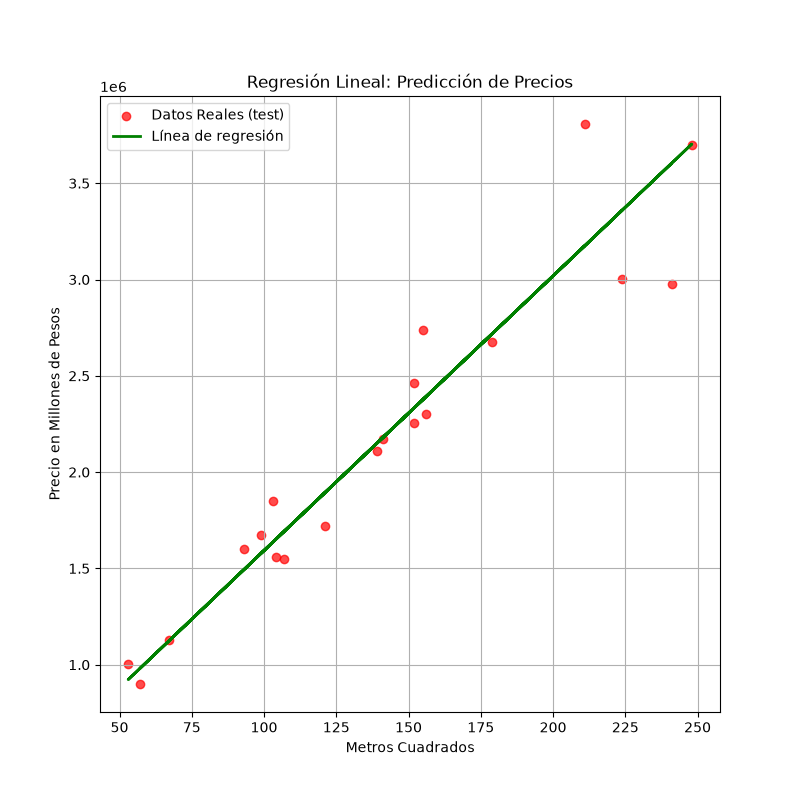 Regresión Lineal: Predicción de Precios
1e6
Datos Reales (test)
Línea de regresión
3.5
3.0
2.5
2.0
1.5
1.0
Precio en Millones de Pesos
50 75 100 125 150 175 200 225 250
Metros Cuadrados